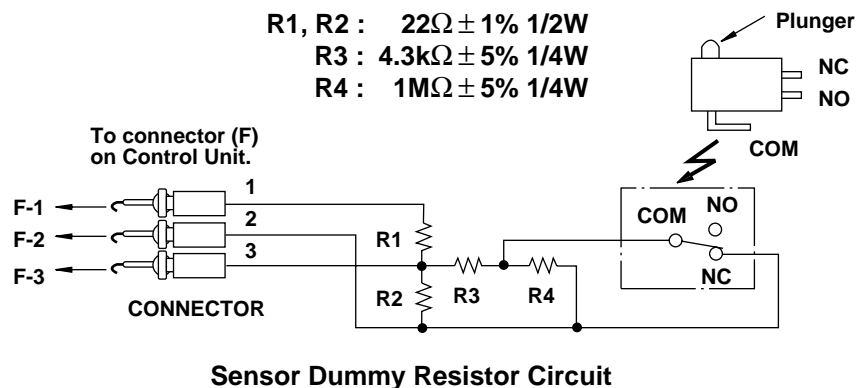 R1, R2 : 22Ω ± 1% 1/2W
R3 : 4.3kΩ ± 5% 1/4W
R4 : 1MΩ ± 5% 1/4W
Plunger
NC
NO
COM
To connector (F)
on Control Unit.
1
F-1
2
F-2
3
F-3
CONNECTOR
R1
R2
R3
R4
COM
NO
NC
Sensor Dummy Resistor Circuit